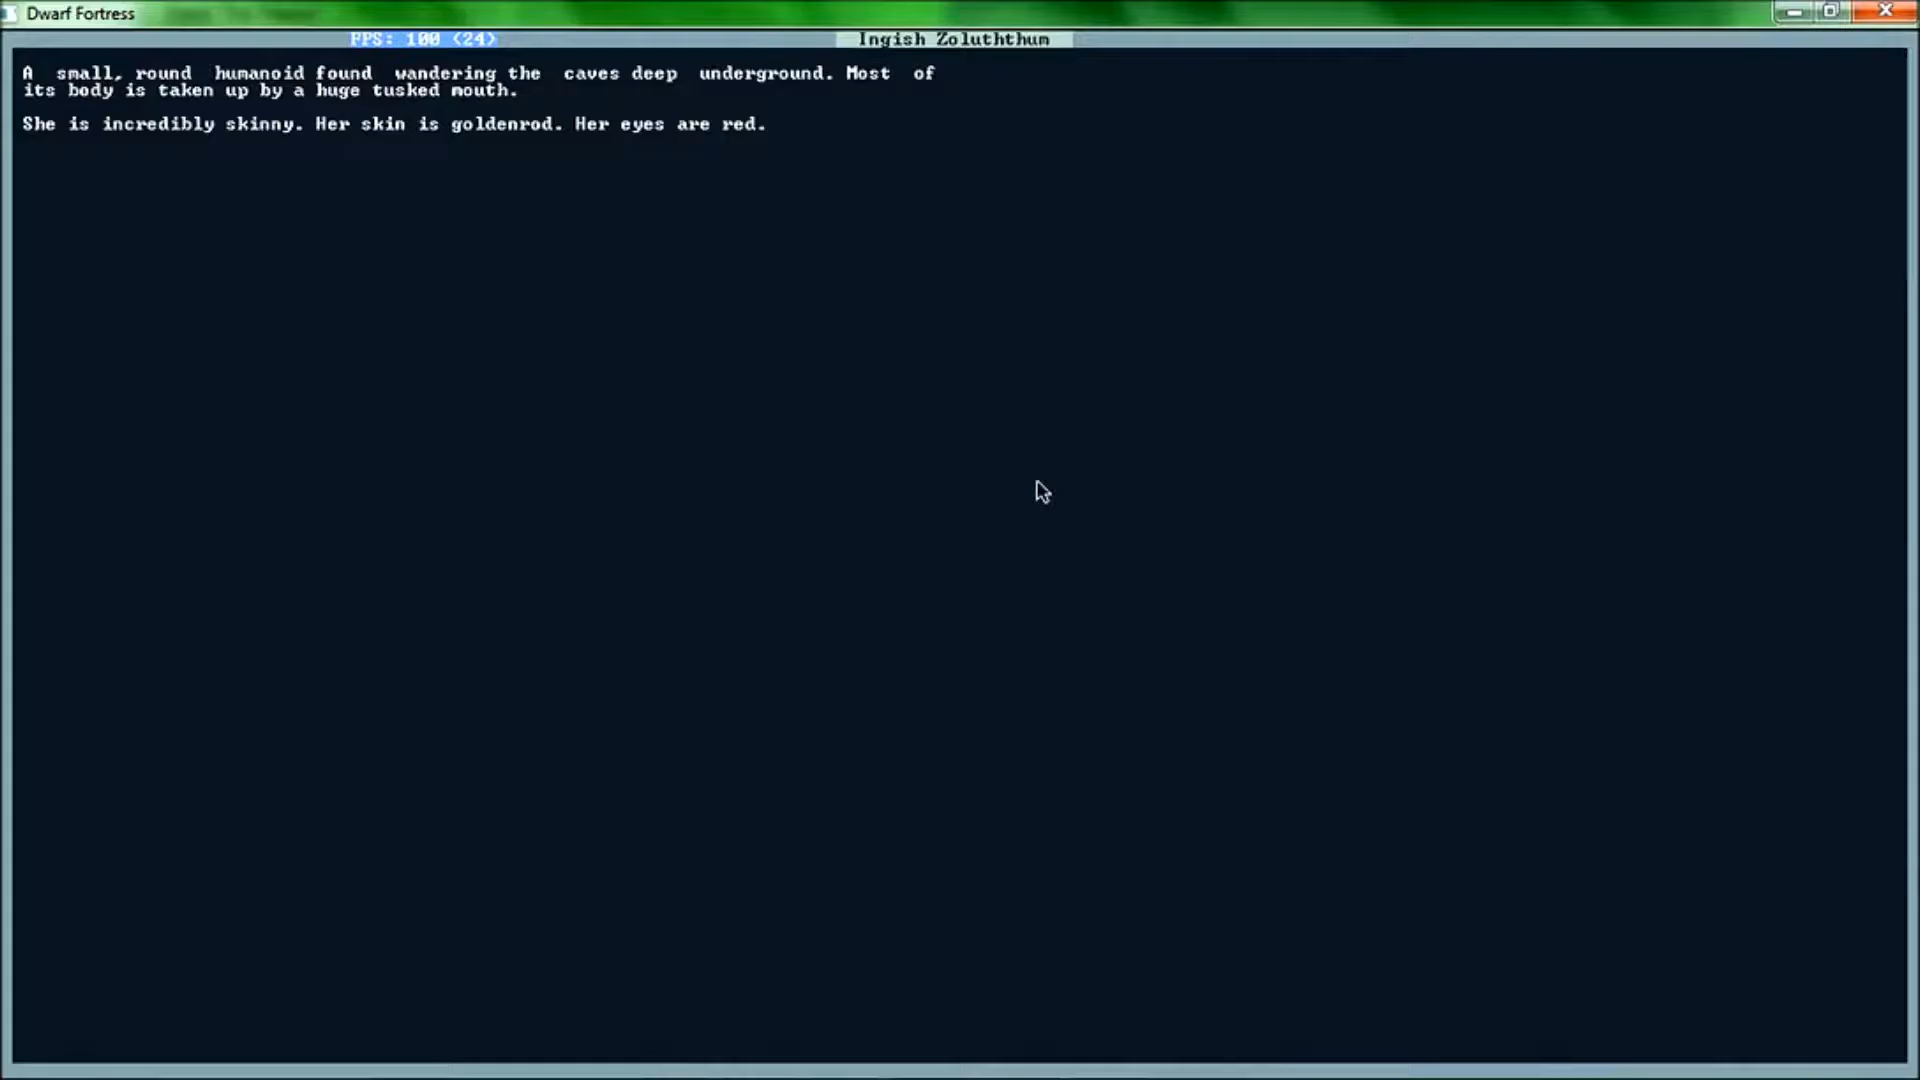 Dwarf Fortress
FPS: 100 (24)
Ingish Zoluththum
A small, round humanoid found wandering the caves deep underground. Most of
its body is taken up by a huge tusked mouth.
She is incredibly skinny. Her skin is goldenrod. Her eyes are red.